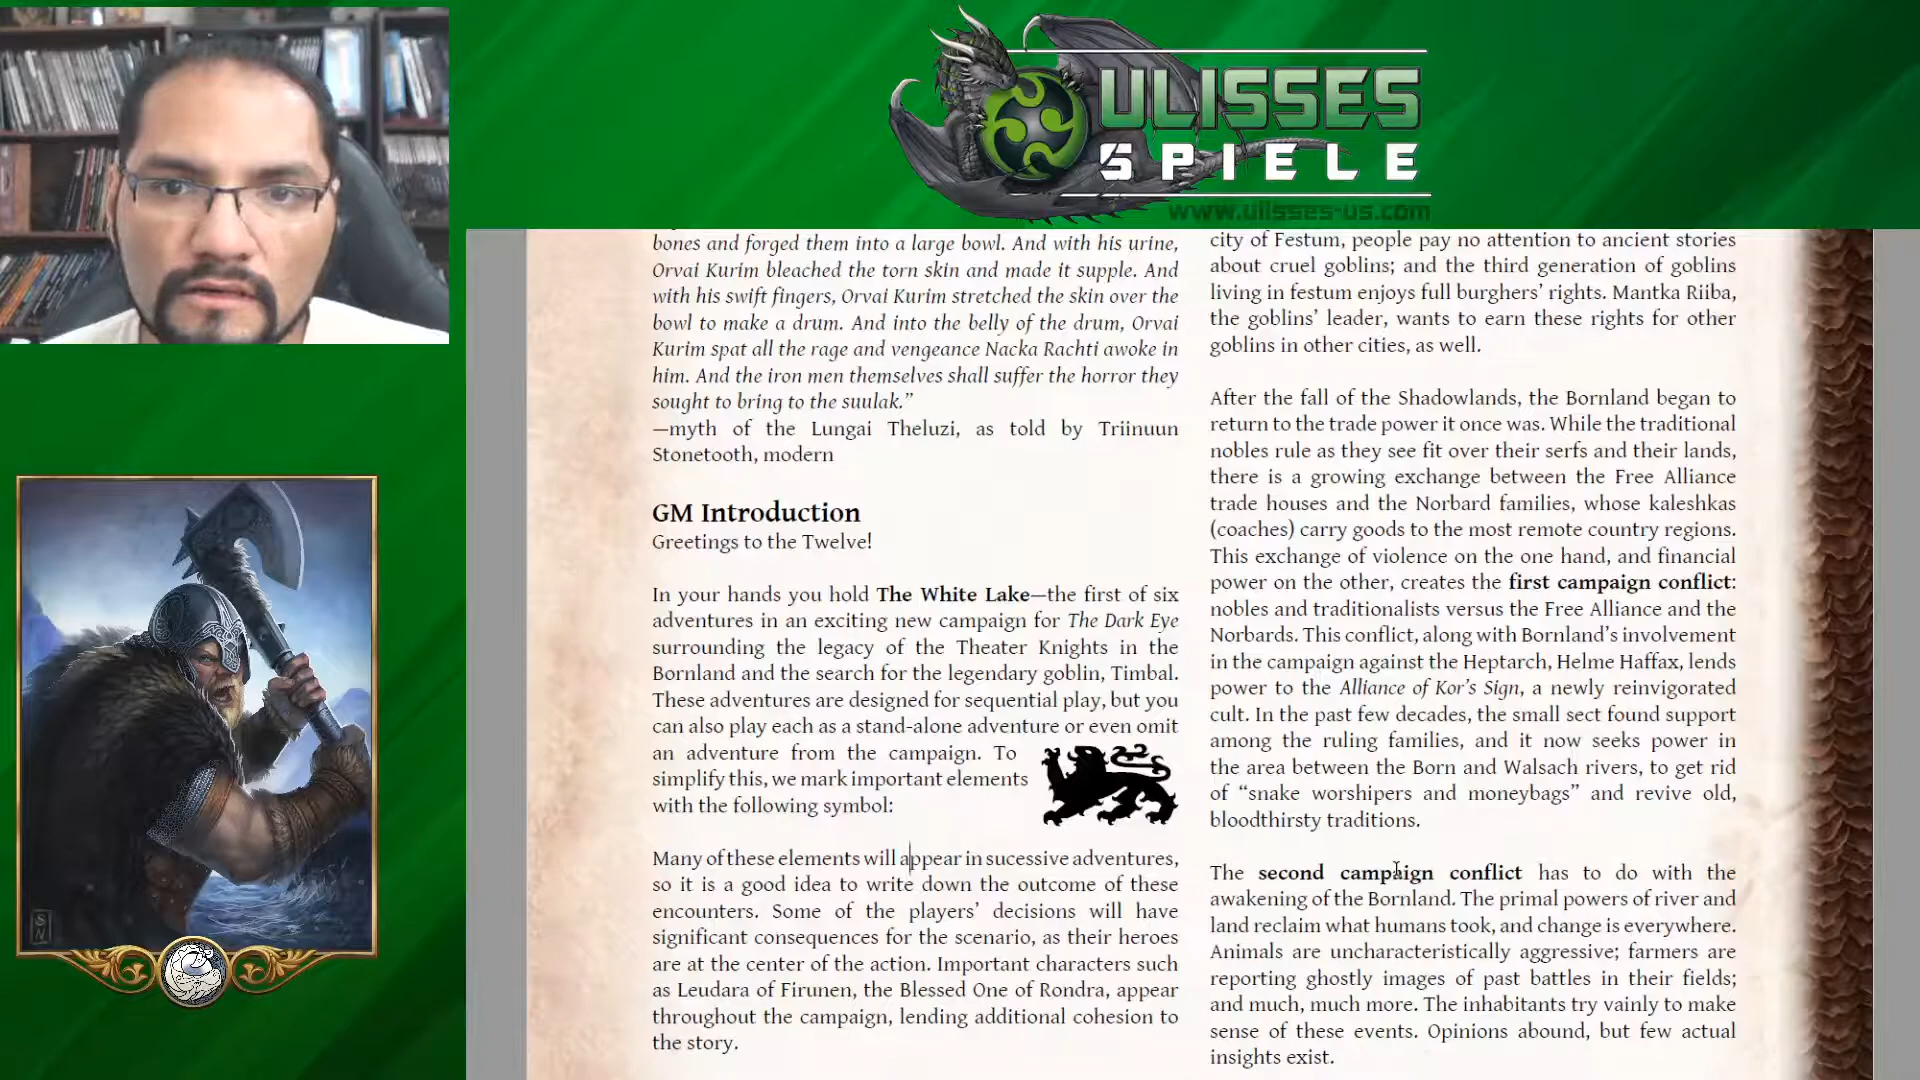 ULISSES
SPIELE
www.ulisses-us.com
bones and forged them into a large bowl. And with his urine,
Orvai Kurim bleached the torn skin and made it supple. And
with his swift fingers, Orvai Kurim stretched the skin over the
bowl to make a drum. And into the belly of the drum, Orvai
Kurim spat all the rage and vengeance Nacka Rachti awoke in
him. And the iron men themselves shall suffer the horror they
sought to bring to the suulak.”
—myth of the Lungai Theluzi, as told by Triinuun
Stonetooth, modern
GM Introduction
Greetings to the Twelve!
In your hands you hold The White Lake—the first of six
adventures in an exciting new campaign for The Dark Eye
surrounding the legacy of the Theater Knights in the
Bornland and the search for the legendary goblin, Timbal.
These adventures are designed for sequential play, but you
can also play each as a stand-alone adventure or even omit
an adventure from the campaign. To
simplify this, we mark important elements
with the following symbol:
Many of these elements will appear in sucessive adventures,
so it is a good idea to write down the outcome of these
encounters. Some of the players’ decisions will have
significant consequences for the scenario, as their heroes
are at the center of the action. Important characters such
as Leudara of Firunen, the Blessed One of Rondra, appear
throughout the campaign, lending additional cohesion to
the story.
city of Festum, people pay no attention to ancient stories
about cruel goblins; and the third generation of goblins
living in festum enjoys full burghers’ rights. Mantka Riiba,
the goblins’ leader, wants to earn these rights for other
goblins in other cities, as well.
After the fall of the Shadowlands, the Bornland began to
return to the trade power it once was. While the traditional
nobles rule as they see fit over their serfs and their lands,
there is a growing exchange between the Free Alliance
trade houses and the Norbard families, whose kaleshkas
(coaches) carry goods to the most remote country regions.
This exchange of violence on the one hand, and financial
power on the other, creates the first campaign conflict:
nobles and traditionalists versus the Free Alliance and the
Norbards. This conflict, along with Bornland’s involvement
in the campaign against the Heptarch, Helme Haffax, lends
power to the Alliance of Kor’s Sign, a newly reinvigorated
cult. In the past few decades, the small sect found support
among the ruling families, and it now seeks power in
the area between the Born and Walsach rivers, to get rid
of “snake worshipers and moneybags” and revive old,
bloodthirsty traditions.
The second campaign conflict has to do with the
awakening of the Bornland. The primal powers of river and
land reclaim what humans took, and change is everywhere.
Animals are uncharacteristically aggressive; farmers are
reporting ghostly images of past battles in their fields;
and much, much more. The inhabitants try vainly to make
sense of these events. Opinions abound, but few actual
insights exist.
S
N